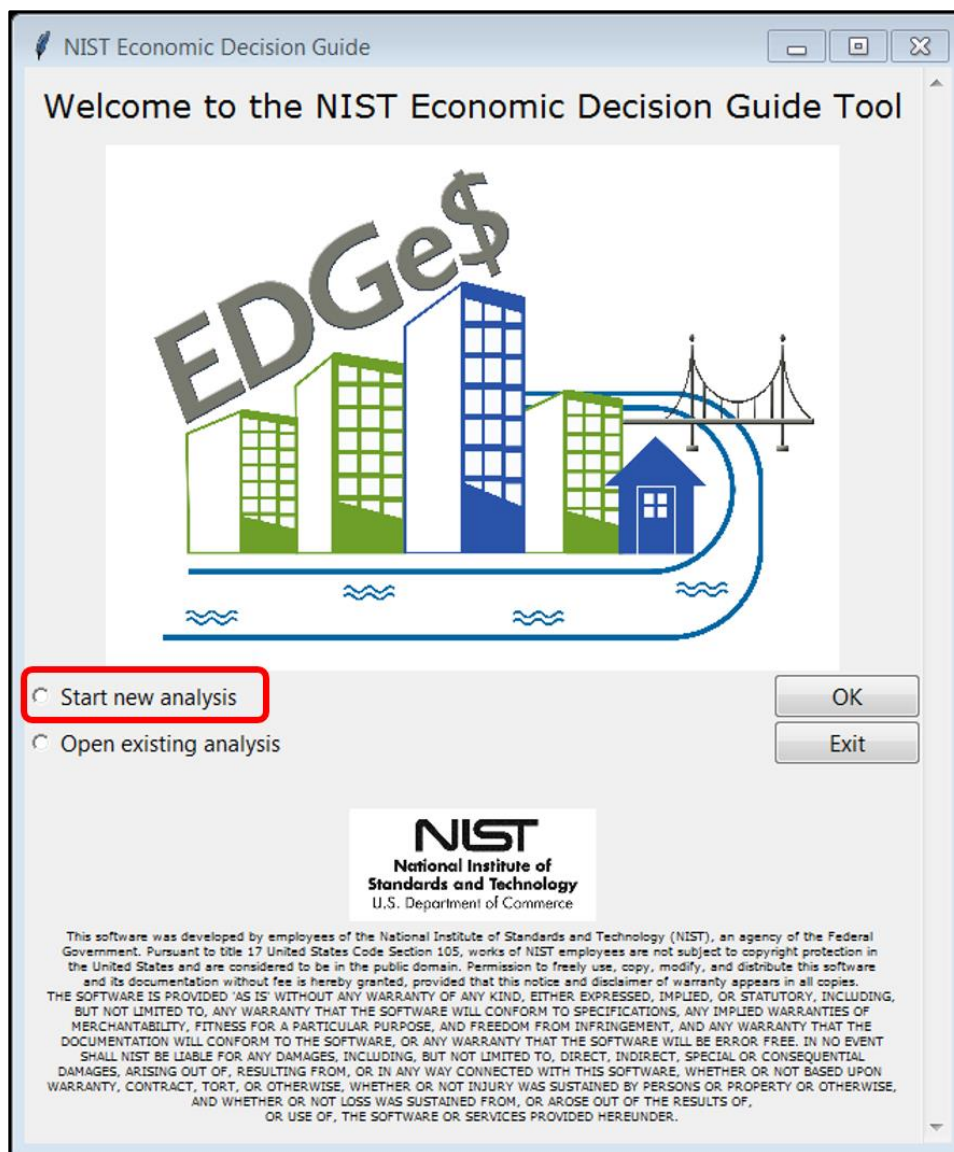 NIST Economic Decision Guide
Welcome to the NIST Economic Decision Guide Tool
EDGe$
Start new analysis
OK
Open existing analysis
Exit
NIST
National Institute of
Standards and Technology
U.S. Department of Commerce
This software was developed by employees of the National Institute of Standards and Technology (NIST), an agency of the Federal
Government. Pursuant to title 17 United States Code Section 105, works of NIST employees are not subject to copyright protection in
the United States and are considered to be in the public domain. Permission to freely use, copy, modify, and distribute this software
and its documentation without fee is hereby granted, provided that this notice and disclaimer of warranty appears in all copies.
THE SOFTWARE IS PROVIDED 'AS IS' WITHOUT ANY WARRANTY OF ANY KIND, EITHER EXPRESSED, IMPLIED, OR STATUTORY, INCLUDING,
BUT NOT LIMITED TO, ANY WARRANTY THAT THE SOFTWARE WILL CONFORM TO SPECIFICATIONS, ANY IMPLIED WARRANTIES OF
MERCHANTABILITY, FITNESS FOR A PARTICULAR PURPOSE, AND FREEDOM FROM INFRINGEMENT, AND ANY WARRANTY THAT THE
DOCUMENTATION WILL CONFORM TO THE SOFTWARE, OR ANY WARRANTY THAT THE SOFTWARE WILL BE ERROR FREE. IN NO EVENT
SHALL NIST BE LIABLE FOR ANY DAMAGES, INCLUDING, BUT NOT LIMITED TO, DIRECT, INDIRECT, SPECIAL OR CONSEQUENTIAL
DAMAGES, ARISING OUT OF, RESULTING FROM, OR IN ANY WAY CONNECTED WITH THIS SOFTWARE, WHETHER OR NOT BASED UPON
WARRANTY, CONTRACT, TORT, OR OTHERWISE, WHETHER OR NOT INJURY WAS SUSTAINED BY PERSONS OR PROPERTY OR OTHERWISE,
AND WHETHER OR NOT LOSS WAS SUSTAINED FROM, OR AROSE OUT OF THE RESULTS OF,
OR USE OF, THE SOFTWARE OR SERVICES PROVIDED HEREUNDER.